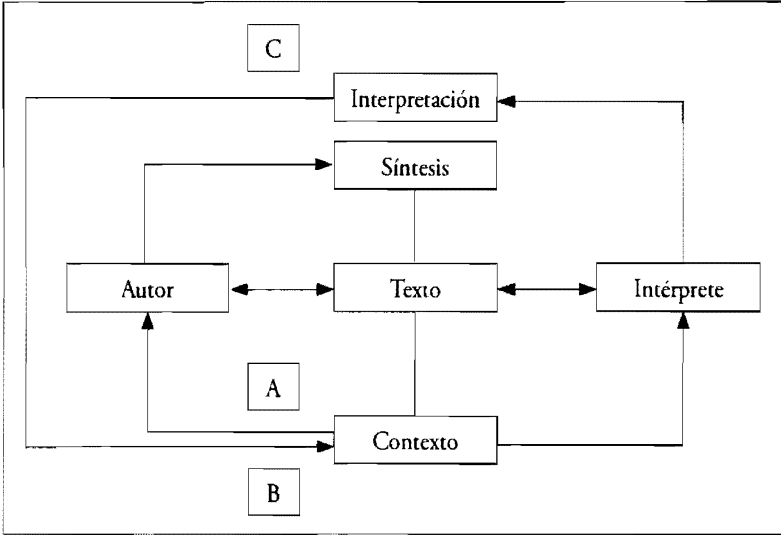 C
Interpretación
Síntesis
Autor
Texto
Intérprete
A
Contexto
B